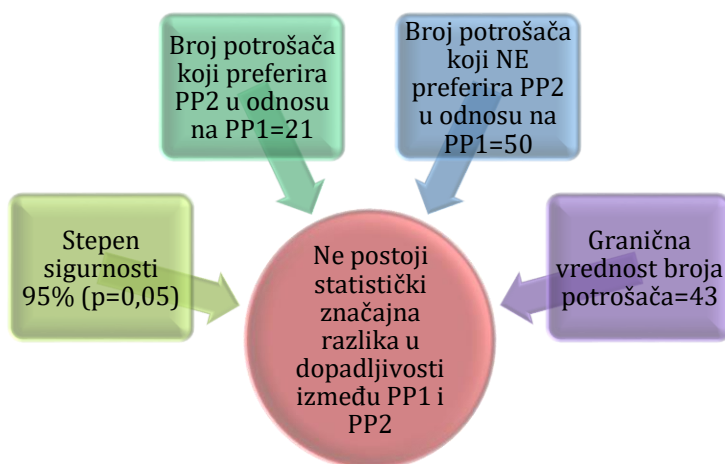 Broj potrošača
koji preferira
PP2 u odnosu
na PP1=21
Broj potrošača
koji NE
preferira PP2
u odnosu na
PP1=50
Stepen
sigurnosti
95% (p=0,05)
Ne postoji
statistički
značajna
razlika u
dopadljivosti
između PP1 i
PP2
Granična
vrednost broja
potrošača=43